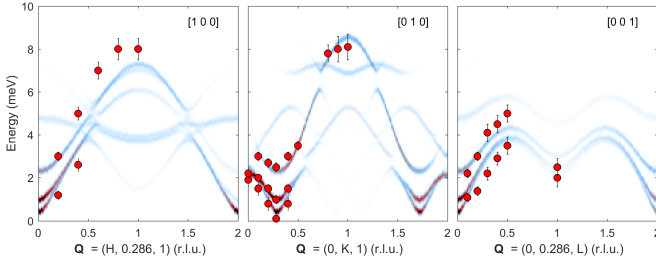 [1 0 0]
[0 1 0]
[0 0 1]
Energy (meV)
10
8
6
4
2
0
0 0.5 1 1.5 2
0 0.5 1 1.5 2
0 0.5 1 1.5 2
Q = (H, 0.286, 1) (r.l.u.)
Q = (0, K, 1) (r.l.u.)
Q = (0, 0.286, L) (r.l.u.)